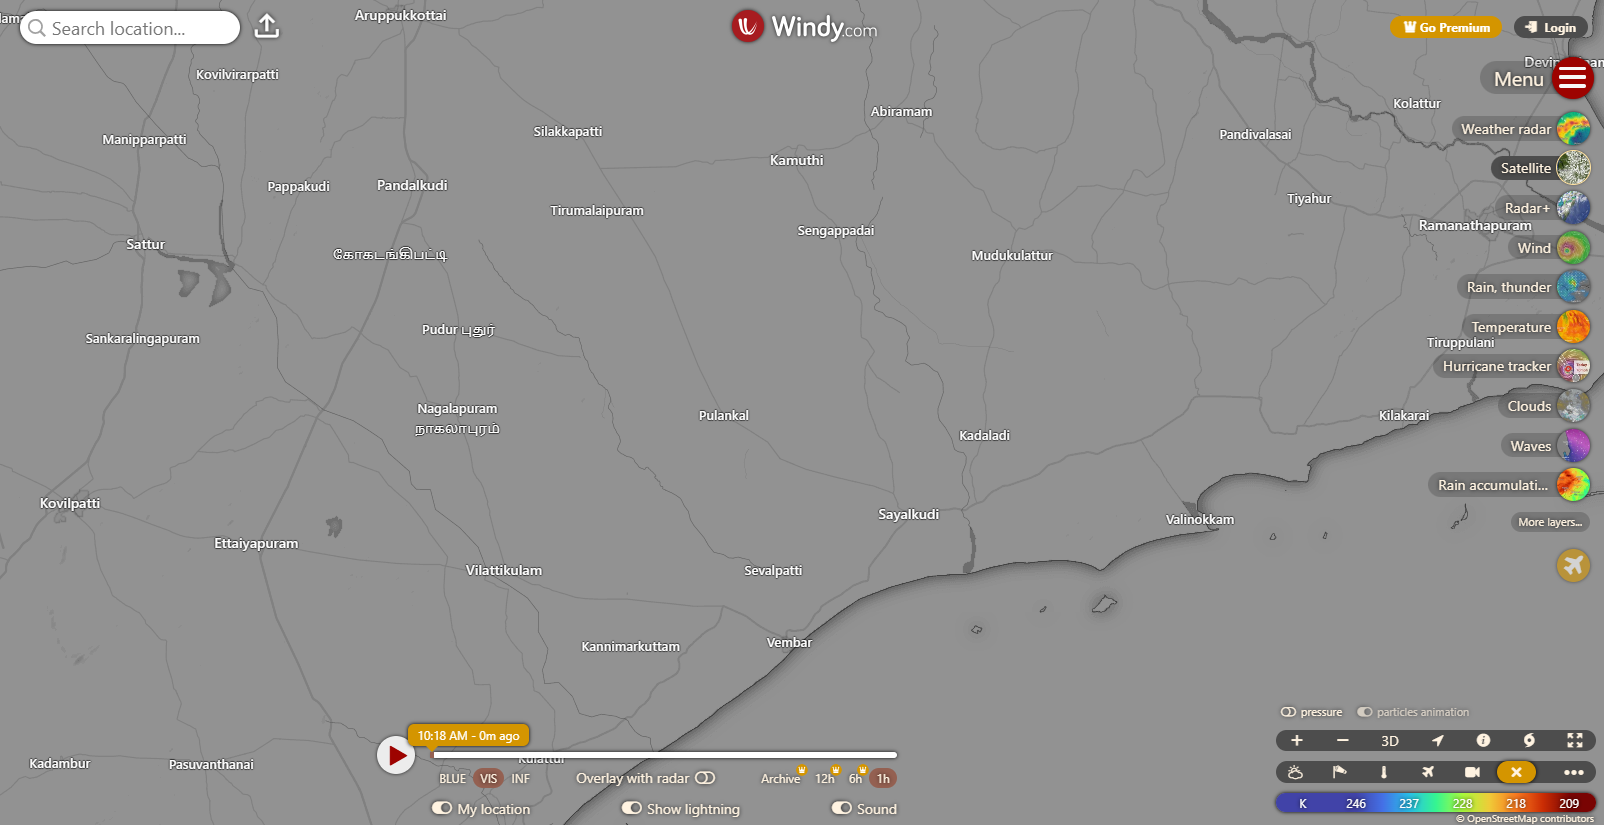 Aruppukkottai
Search location...
Windy.com
Go Premium
Login
Kovilvirarpatti
Menu
Kolattur
Abiramam
Silakkapatti
Pandivalasai
Weather radar
Manipparpatti
Kamuthi
Satellite
Pappakudi
Pandalkudi
Tiyahur
Radar+
Tirumalaipuram
Ramanathapuram
Sengappadai
Sattur
Wind
கோகடங்கிபட்டி
Mudukulattur
Rain, thunder
Pudur புதூர்
Temperature
Sankaralingapuram
Tiruppulani
Hurricane tracker
Nagalapuram
நாகலாபுரம்
Clouds
Pulankal
Kilakarai
Kadaladi
Waves
Rain accumulati...
Kovilpatti
Sayalkudi
Valinokkam
More layers...
Ettaiyapuram
Vilattikulam
Sevalpatti
Kannimarkuttam
Vembar
pressure
particles animation
10:18 AM - 0m ago
3D
Kulattur
Kadambur
Pasuvanthanai
BLUE VIS INF
Overlay with radar
Archive 12h 6h 1h
My location
Show lightning
Sound
K 246 237 228 218 209
© OpenStreetMap contributors